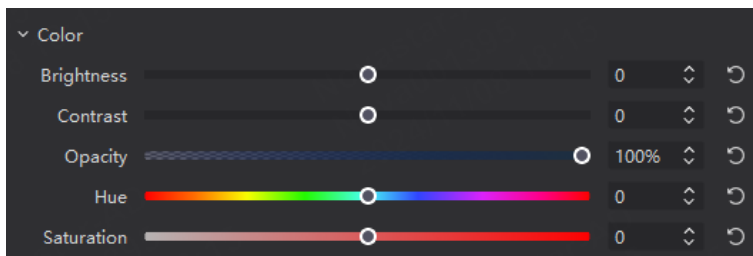 Color
Brightness 0
Contrast 0
Opacity 100%
Hue 0
Saturation 0